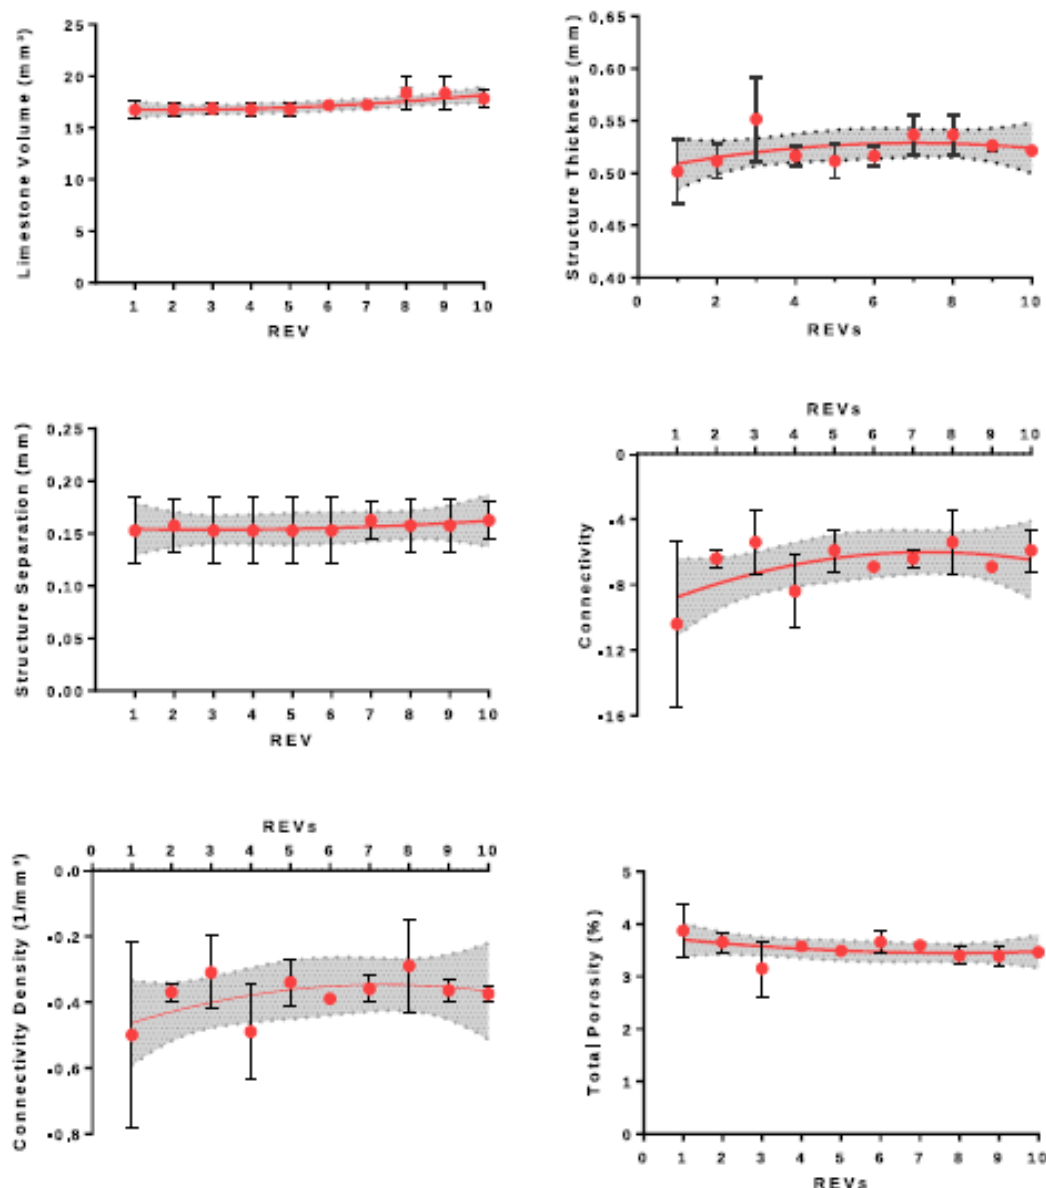 Limestone Volume (mm³)
25
20
15
10
5
0
1 2 3 4 5 6 7 8 9 10
REV
Structure Thickness (mm)
0,65
0,60
0,55
0,50
0,45
0,40
0 2 4 6 8 10
REVs
Structure Separation (mm)
0,25
0,20
0,15
0,10
0,05
0,00
1 2 3 4 5 6 7 8 9 10
REV
REVs
1 2 3 4 5 6 7 8 9 10
Connectivity
0
-4
-8
-12
-16
REVs
0 1 2 3 4 5 6 7 8 9 10
Connectivity Density (1/mm³)
0,0
-0,2
-0,4
-0,6
-0,8
Total Porosity (%)
5
4
3
2
1
0
0 1 2 3 4 5 6 7 8 9 10
REVs